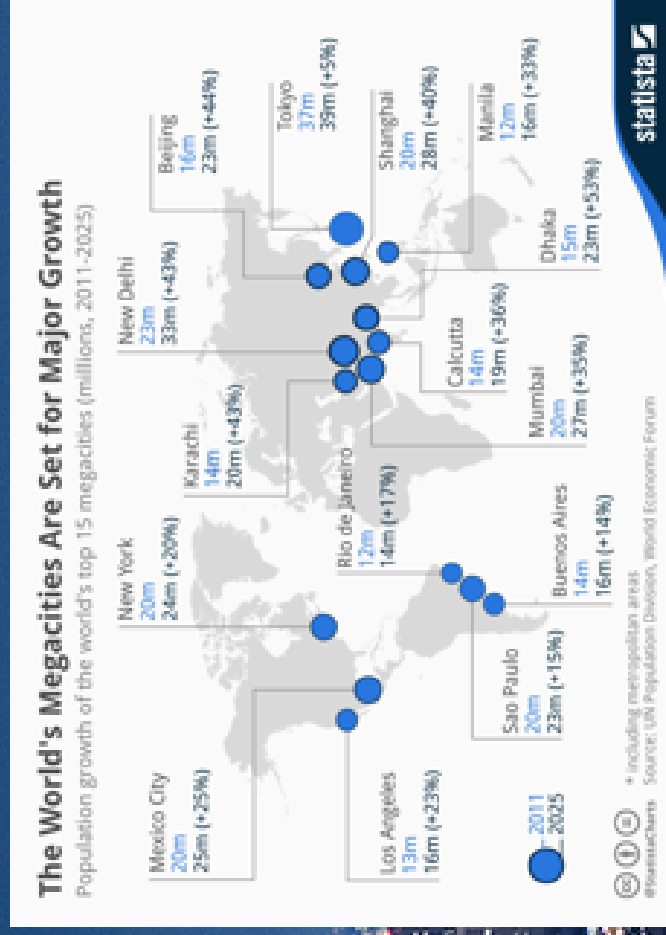 The World's Megacities Are Set for Major Growth
Population growth of the world's top 15 megacities (millions, 2011-2025)
Mexico City
20m
25m (+25%)
New York
20m
24m (+20%)
Karachi
14m
20m (+43%)
New Delhi
23m
33m (+43%)
Beijing
16m
23m (+44%)
Tokyo
37m
39m (+5%)
Shanghai
20m
28m (+40%)
Manila
12m
16m (+33%)
Dhaka
15m
23m (+53%)
Calcutta
14m
19m (+36%)
Mumbai
20m
27m (+35%)
Rio de Janeiro
12m
14m (+17%)
Buenos Aires
14m
16m (+14%)
Sao Paulo
20m
23m (+15%)
Los Angeles
13m
16m (+23%)
2011
2025
* including metropolitan areas
@StatistaCharts Source: UN Population Division, World Economic Forum
statista